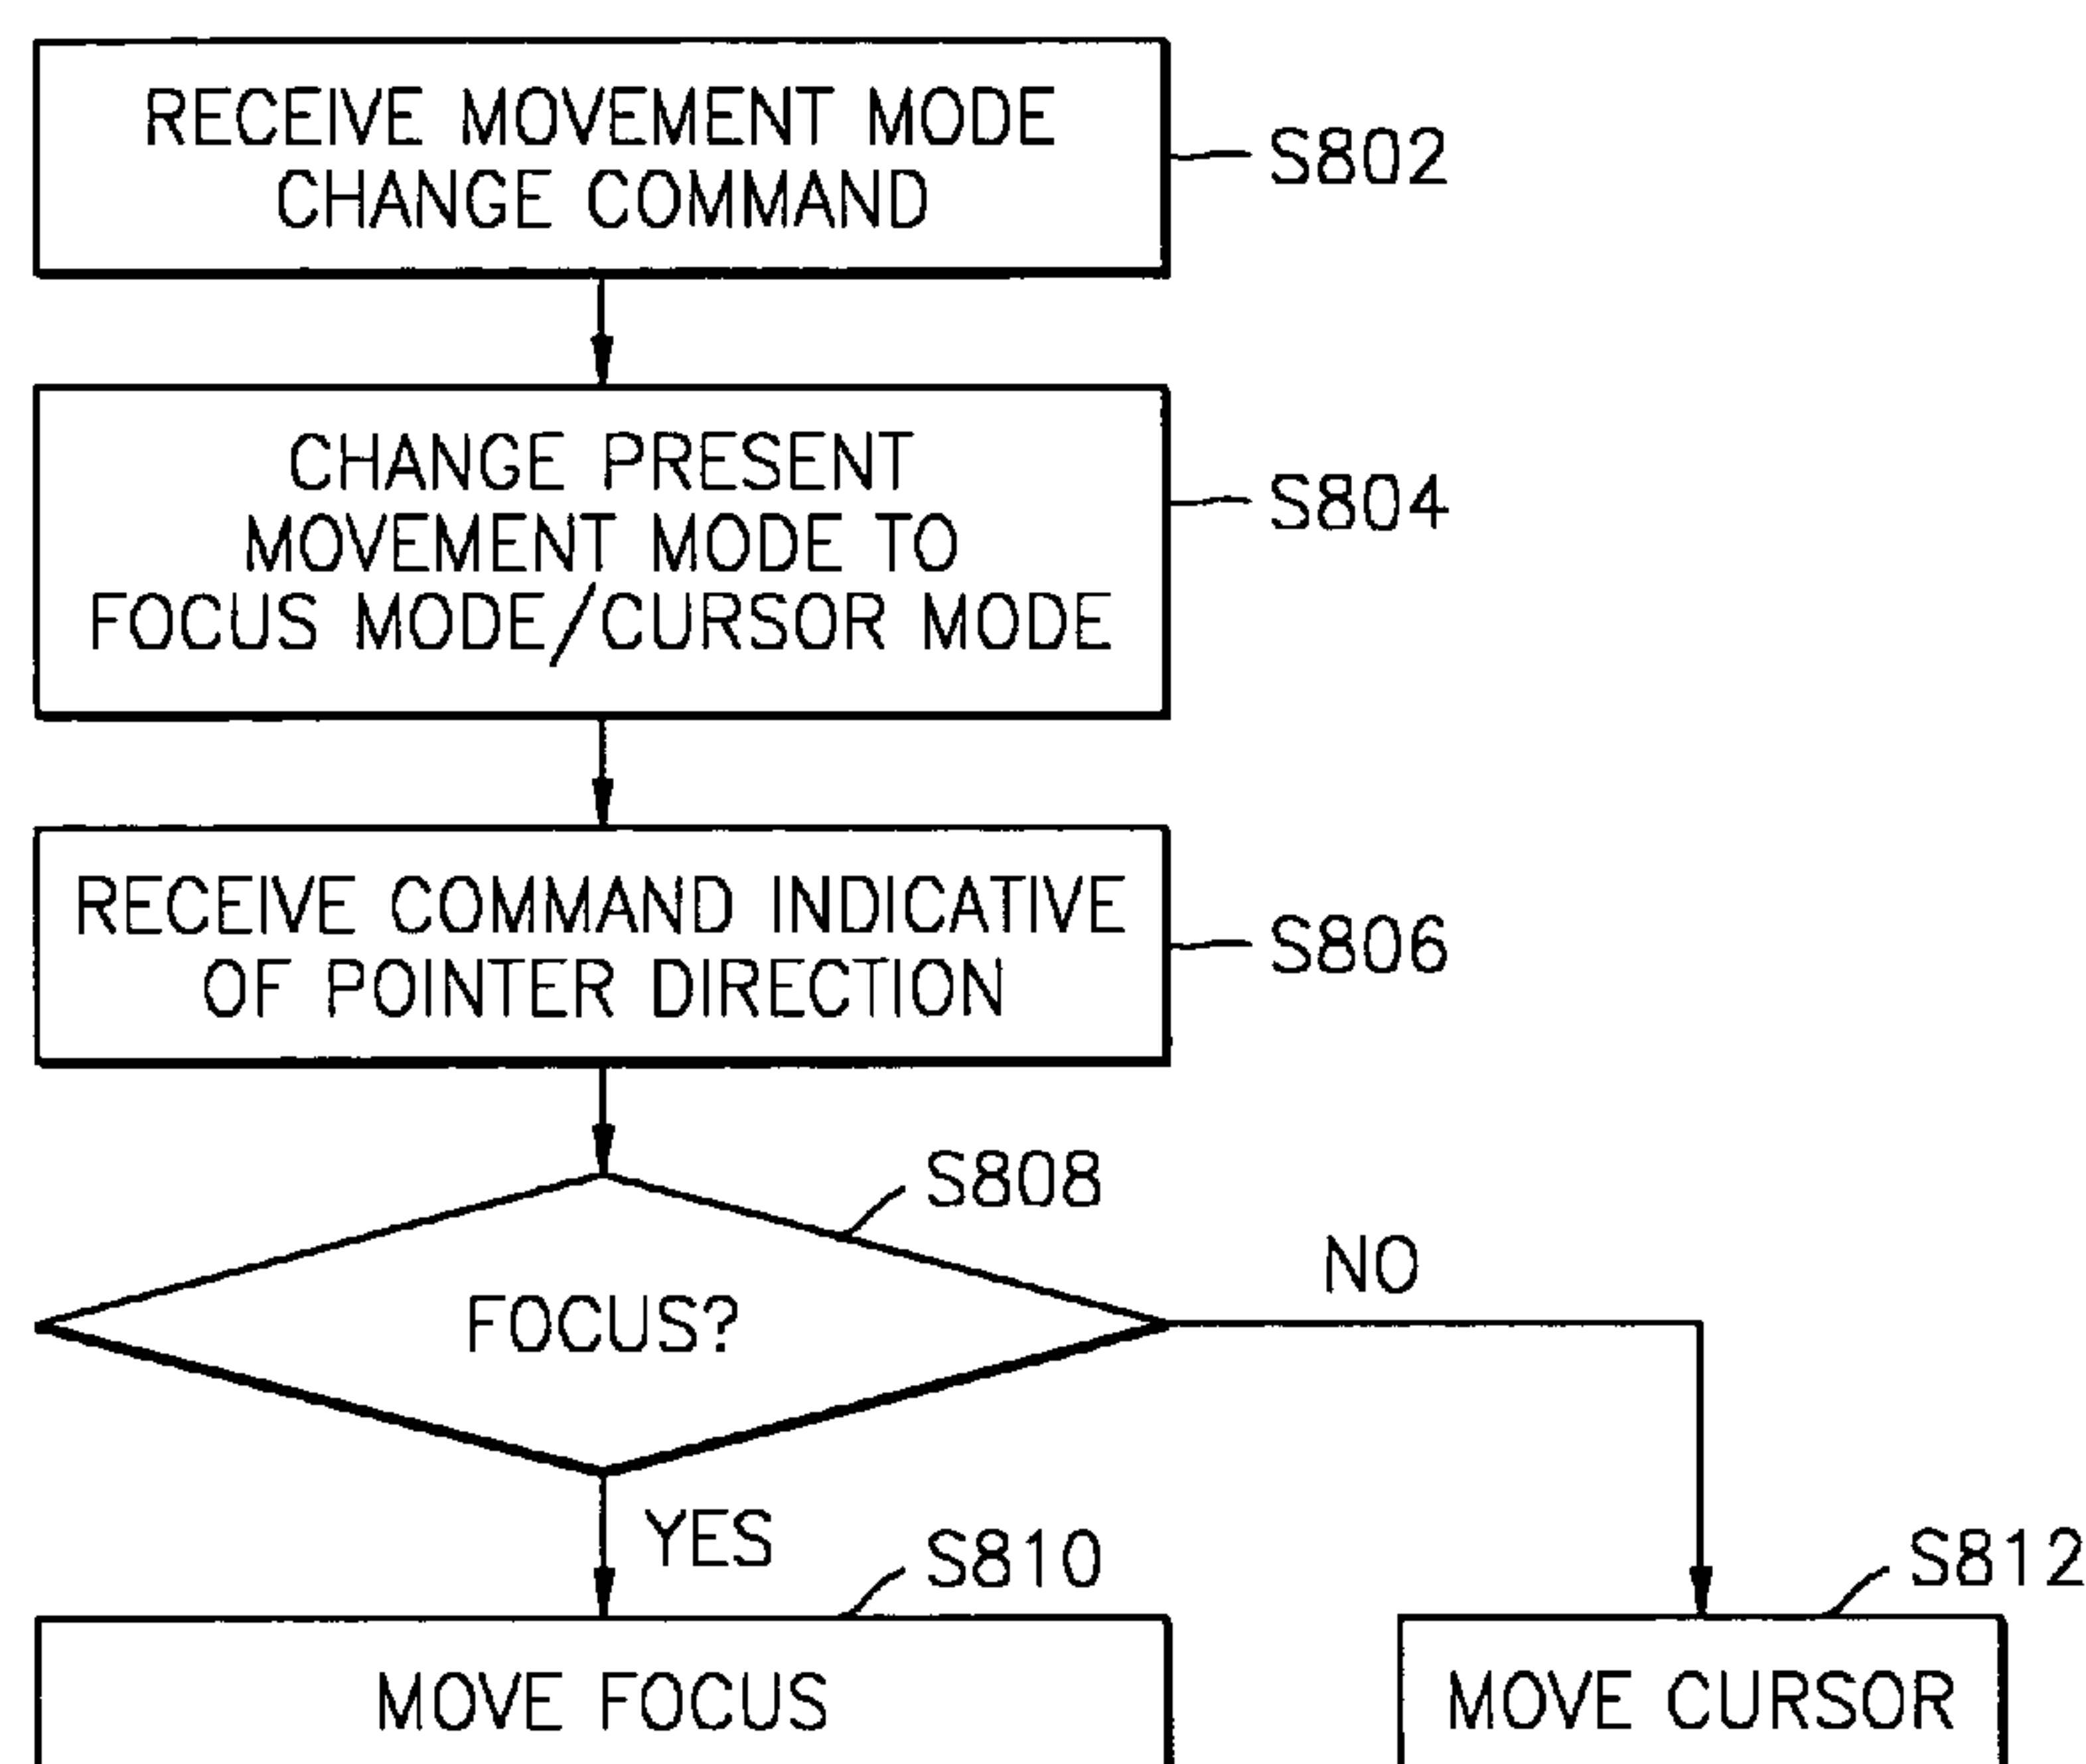 RECEIVE MOVEMENT MODE
CHANGE COMMAND
S802
CHANGE PRESENT
MOVEMENT MODE TO
FOCUS MODE/CURSOR MODE
S804
RECEIVE COMMAND INDICATIVE
OF POINTER DIRECTION
S806
S808
FOCUS?
NO
YES
S810
MOVE FOCUS
S812
MOVE CURSOR